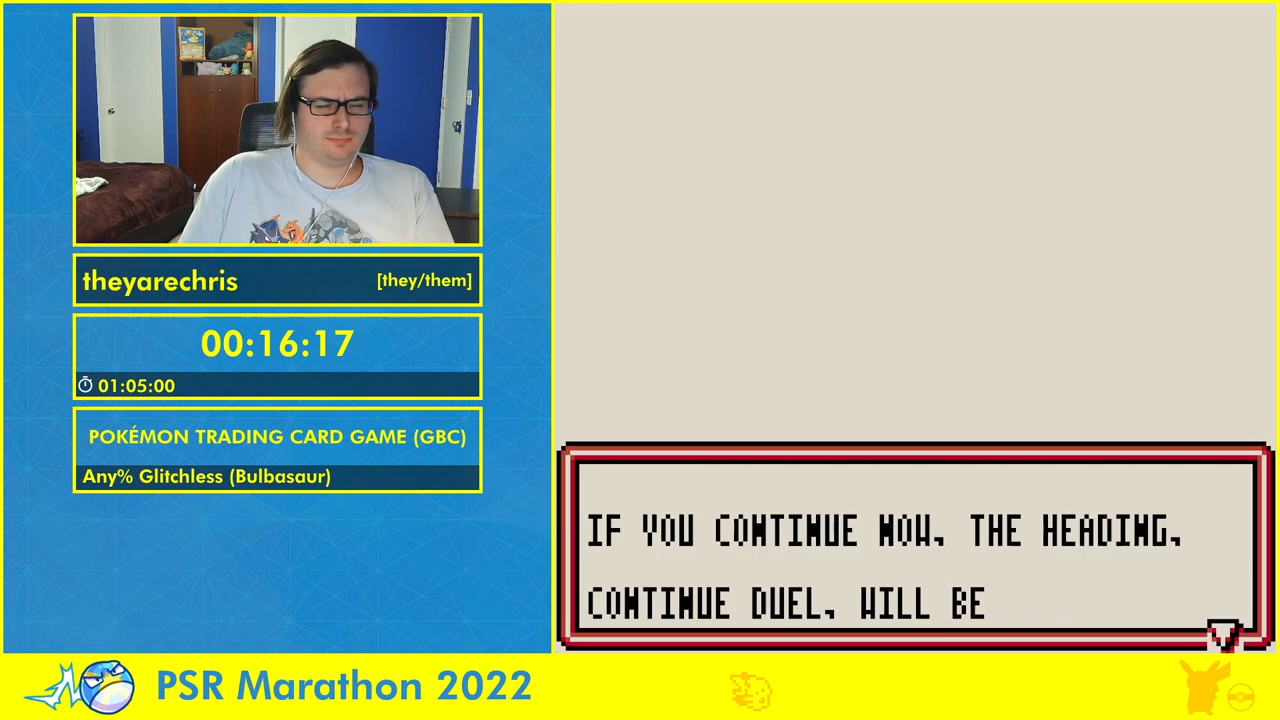 theyarechris
[they/them]
00:16:17
01:05:00
POKÉMON TRADING CARD GAME (GBC)
Any% Glitchless (Bulbasaur)
IF YOU CONTINUE NOW, THE HEADING,
CONTINUE DUEL, WILL BE
PSR Marathon 2022